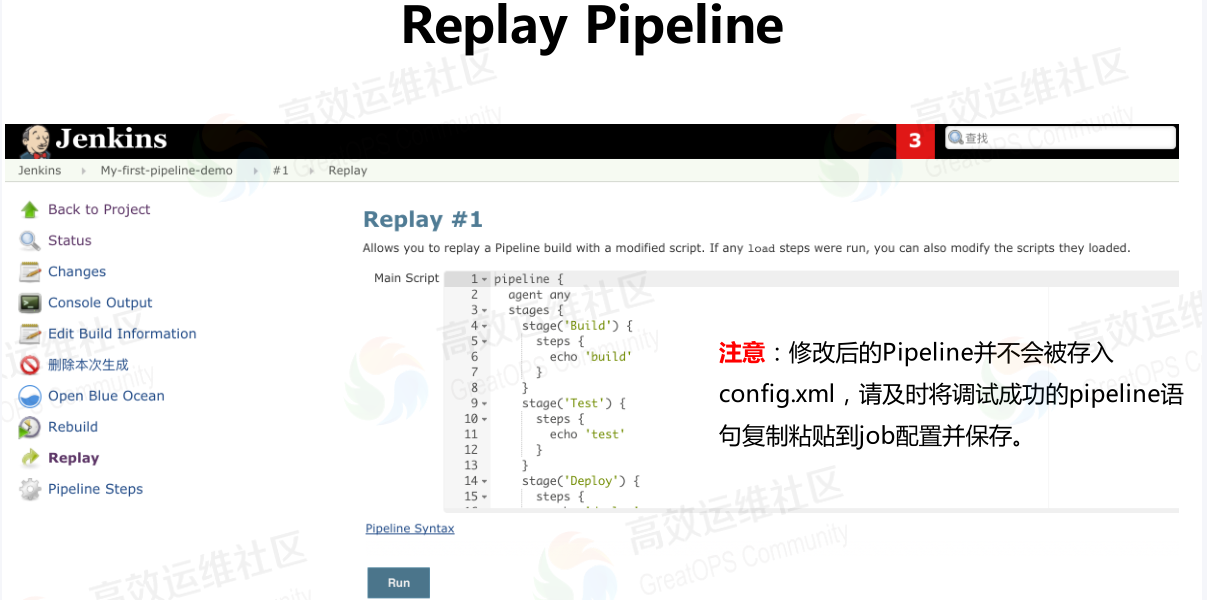 Replay Pipeline
Jenkins
3
查找
Jenkins
My-first-pipeline-demo
#1
Replay
Back to Project
Status
Changes
Console Output
Edit Build Information
删除本次生成
Open Blue Ocean
Rebuild
Replay
Pipeline Steps
Replay #1
Allows you to replay a Pipeline build with a modified script. If any load steps were run, you can also modify the scripts they loaded.
Main Script
1 pipeline {
2   agent any
3   stages {
4     stage('Build') {
5       steps {
6         echo 'build'
7       }
8     }
9     stage('Test') {
10       steps {
11         echo 'test'
12       }
13     }
14     stage('Deploy') {
15       steps {
注意：修改后的Pipeline并不会被存入
config.xml，请及时将调试成功的pipeline语
句复制粘贴到job配置并保存。
Pipeline Syntax
Run
高效运维社区
GreatOPS Community